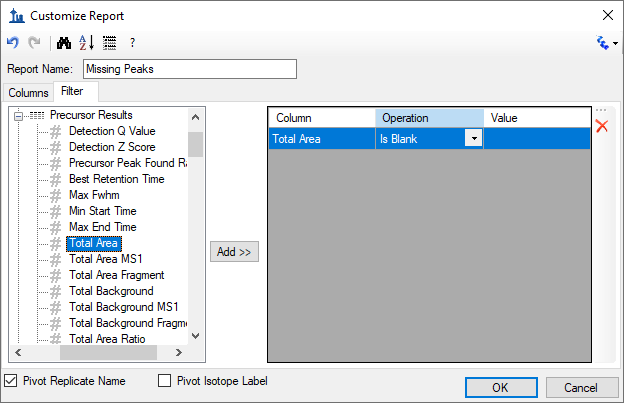 Customize Report
?
Report Name: Missing Peaks
Columns Filter
Precursor Results
# Detection Q Value
# Detection Z Score
# Precursor Peak Found Ra
# Best Retention Time
# Max Fwhm
# Min Start Time
# Max End Time
# Total Area
# Total Area MS1
# Total Area Fragment
# Total Background
# Total Background MS1
# Total Background Fragme
# Total Area Ratio
Add >>
Column Operation Value
Total Area Is Blank
Pivot Replicate Name Pivot Isotope Label
OK Cancel